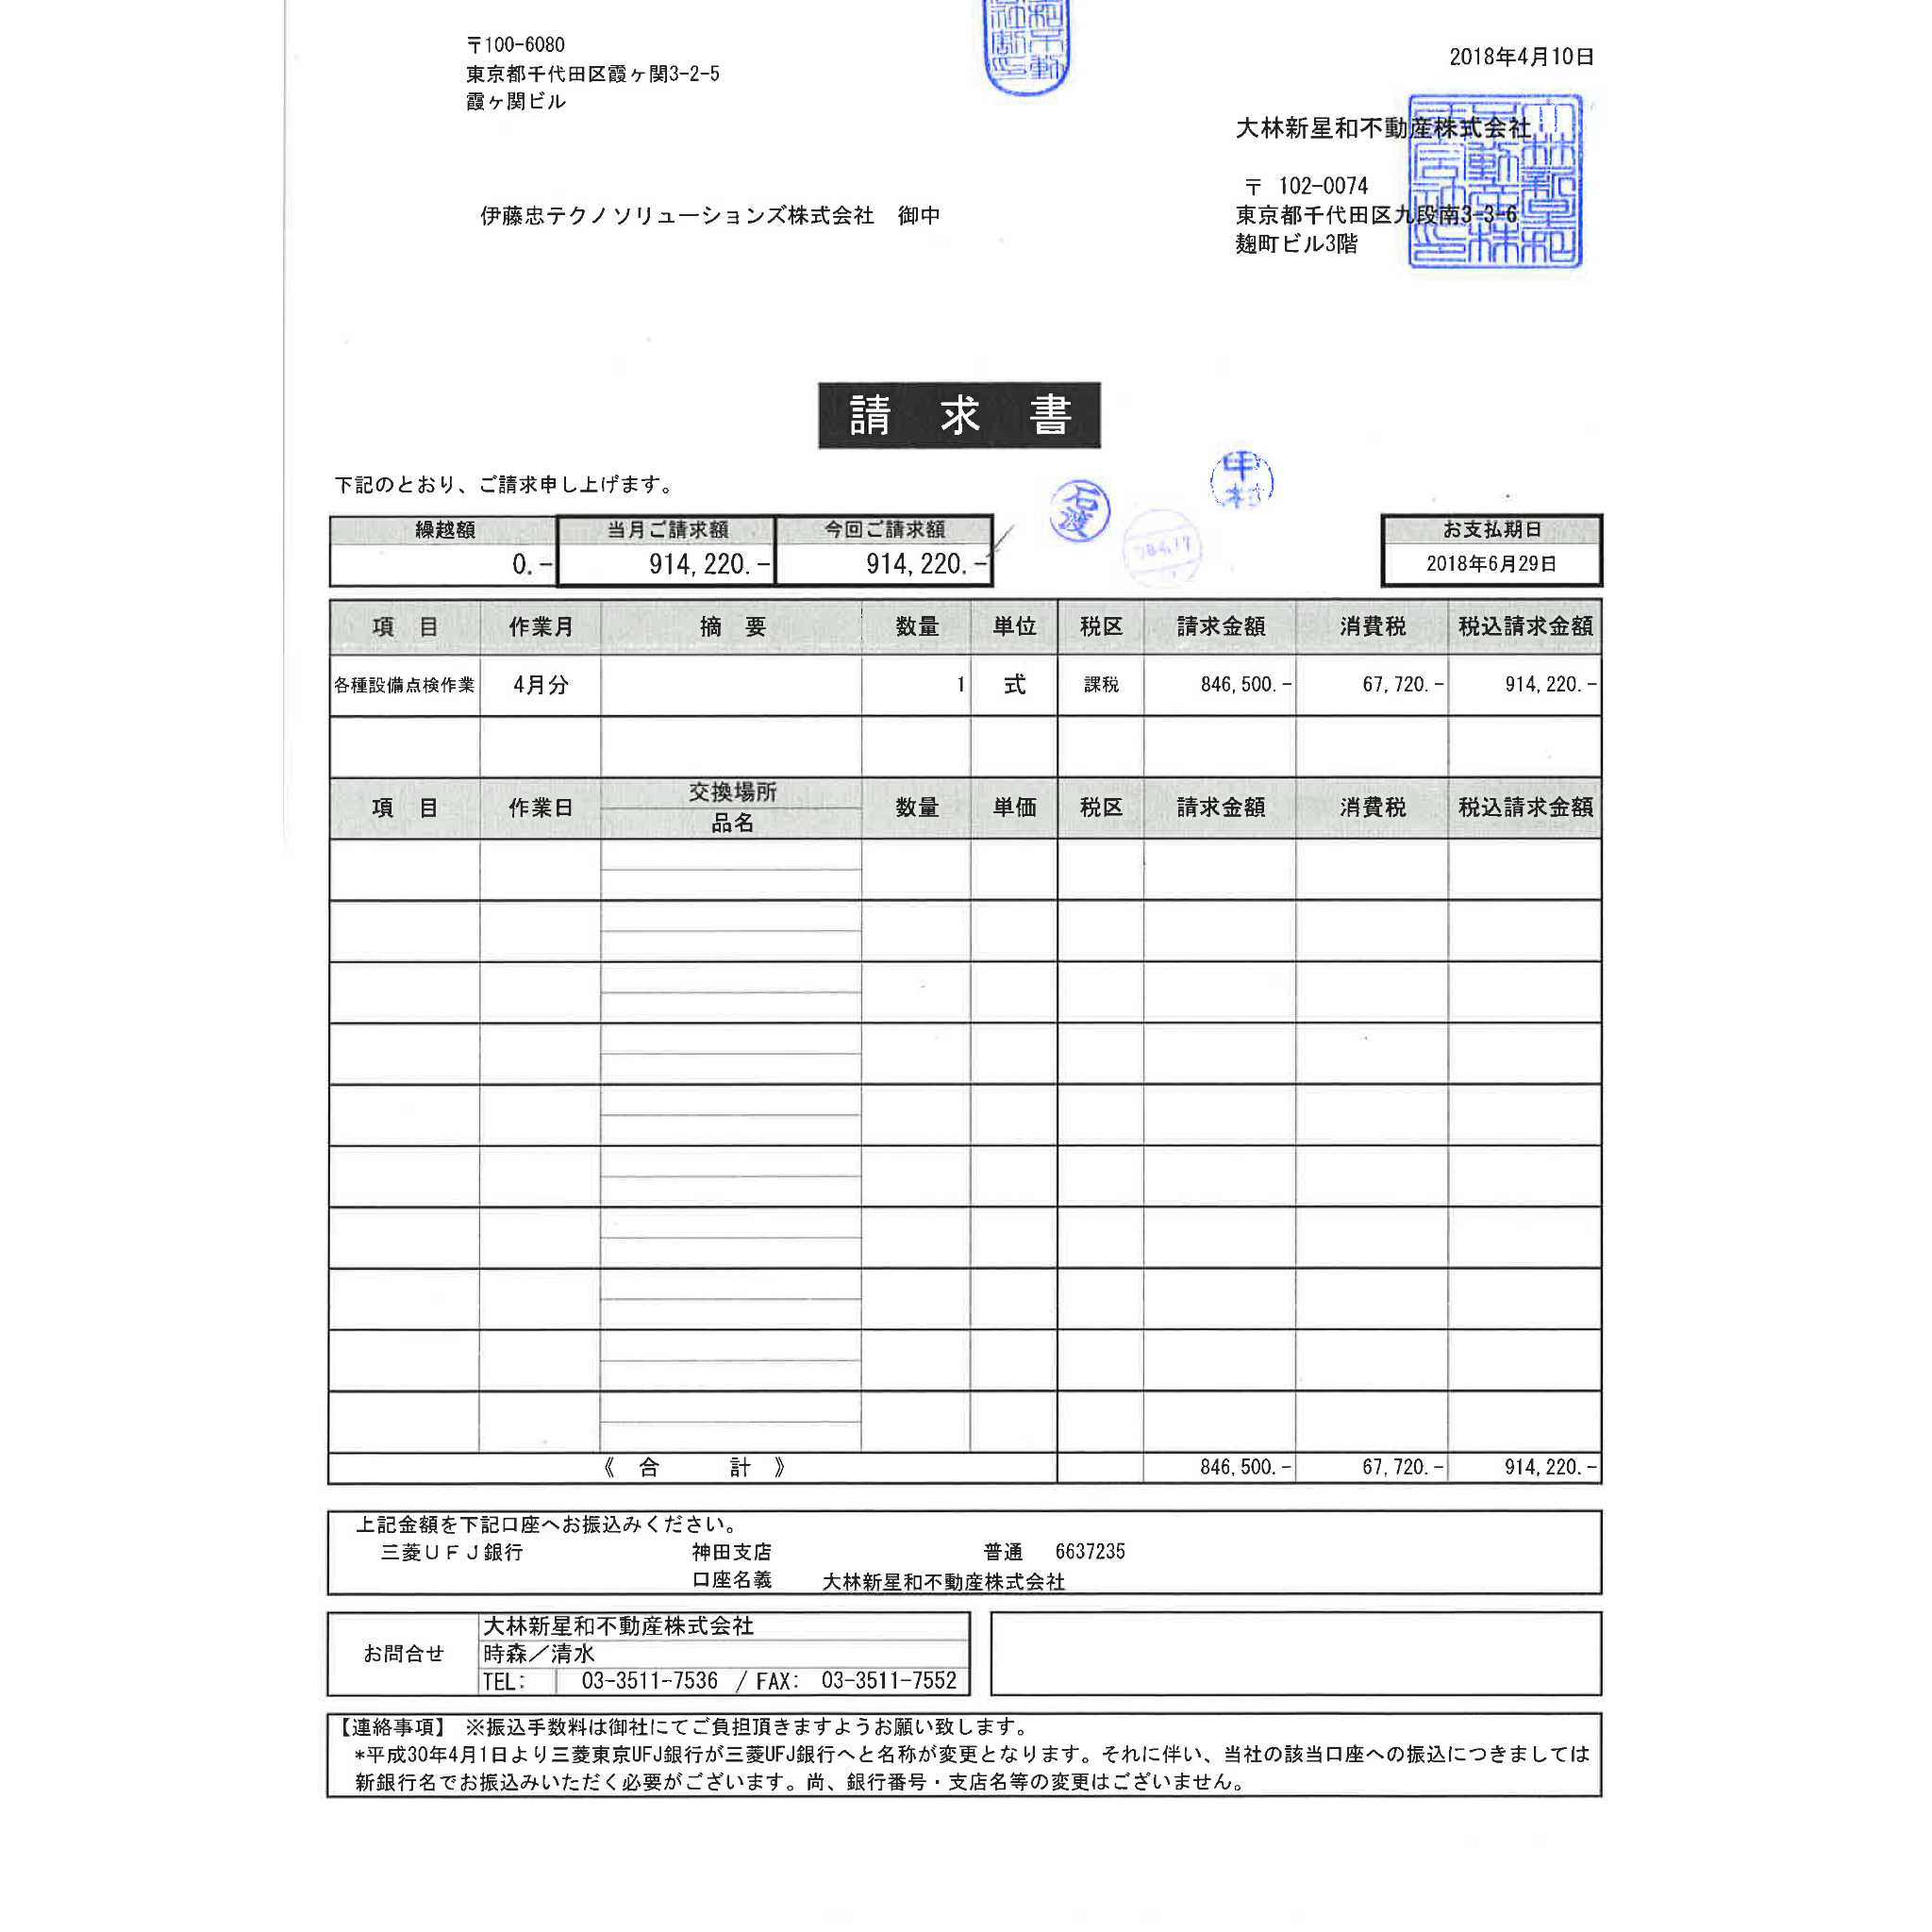 〒100-6080
東京都千代田区霞ヶ関3-2-5
霞ヶ関ビル
2018年4月10日
大林新星和不動産株式会社
〒 102-0074
東京都千代田区九段南3-3-6
麹町ビル3階
伊藤忠テクノソリューションズ株式会社 御中
請 求 書
下記のとおり、ご請求申し上げます。
石渡
繰越額 当月ご請求額 今回ご請求額 お支払期日
0.- 914,220.- 914,220.- 2018年6月29日
項 目 作業月 摘 要 数量 単位 税区 請求金額 消費税 税込請求金額
各種設備点検作業 4月分 1 式 課税 846,500.- 67,720.- 914,220.-
項 目 作業日 交換場所 数量 単価 税区 請求金額 消費税 税込請求金額
品名
《 合 計 》 846,500.- 67,720.- 914,220.-
上記金額を下記口座へお振込みください。
三菱ＵＦＪ銀行 神田支店 普通 6637235
口座名義 大林新星和不動産株式会社
お問合せ
大林新星和不動産株式会社
時森／清水
TEL: 03-3511-7536 / FAX: 03-3511-7552
【連絡事項】 ※振込手数料は御社にてご負担頂きますようお願い致します。
*平成30年4月1日より三菱東京UFJ銀行が三菱UFJ銀行へと名称が変更となります。それに伴い、当社の該当口座への振込につきましては
新銀行名でお振込みいただく必要がございます。尚、銀行番号・支店名等の変更はございません。